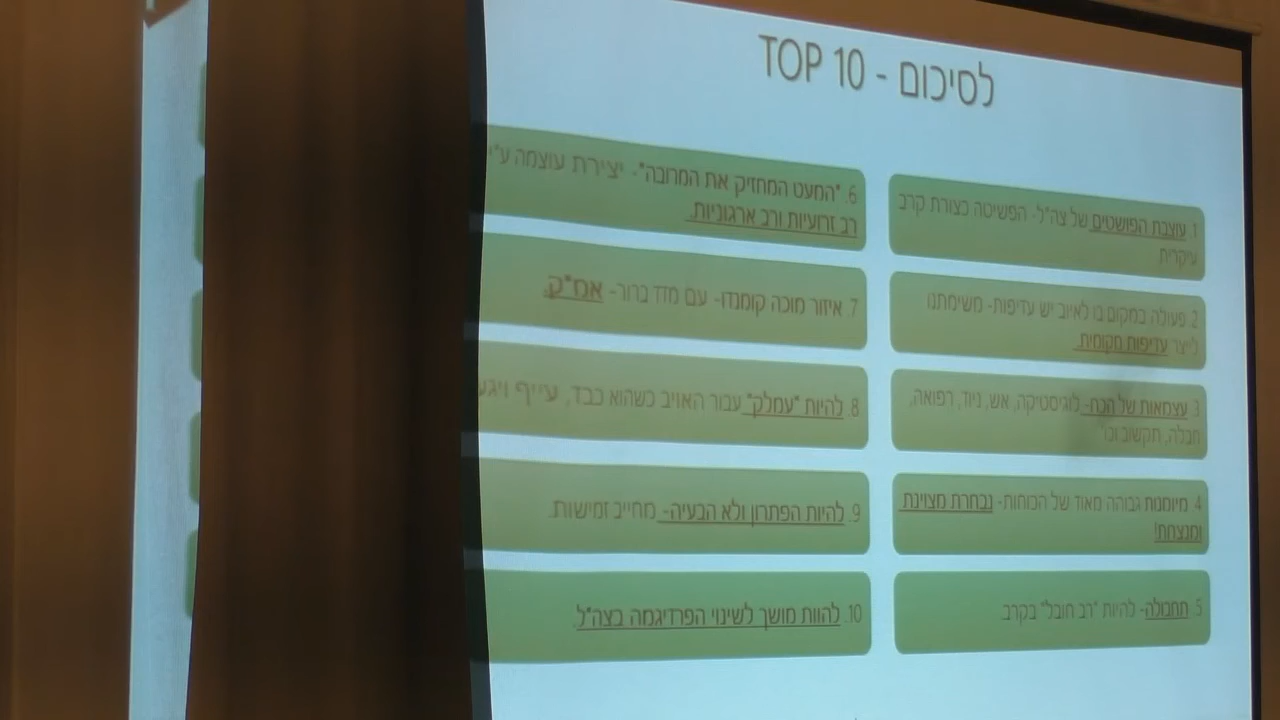 לסיכום - TOP 10
1. עוצבת הפושטים של צה"ל- הפשיטה כצורת קרב
עיקרית
2. פעולה במקום בו לאויב יש עדיפות- משימתנו
לייצר עדיפות מקומית.
3. עצמאות של הכח- לוגיסטיקה, אש, ניוד, רפואה,
חבלה, תקשוב וכו'
4. מיומנות גבוהה מאוד של הכוחות- נבחרת מצוינת
ומנצחת!
5. תחבולה- להיות "רב חובל" בקרב
6. "המעט המחזיק את המרובה"- יצירת עוצמה ע"י
רב זרועיות ורב ארגוניות.
7. איזור מוכה קומנדו- עם מדד ברור- אמ"ק.
8. להיות "עמלק" עבור האויב כשהוא כבד, עייף ויגע
9. להיות הפתרון ולא הבעיה- מחייב זמישות.
10. להוות מושך לשינוי הפרדיגמה בצה"ל.